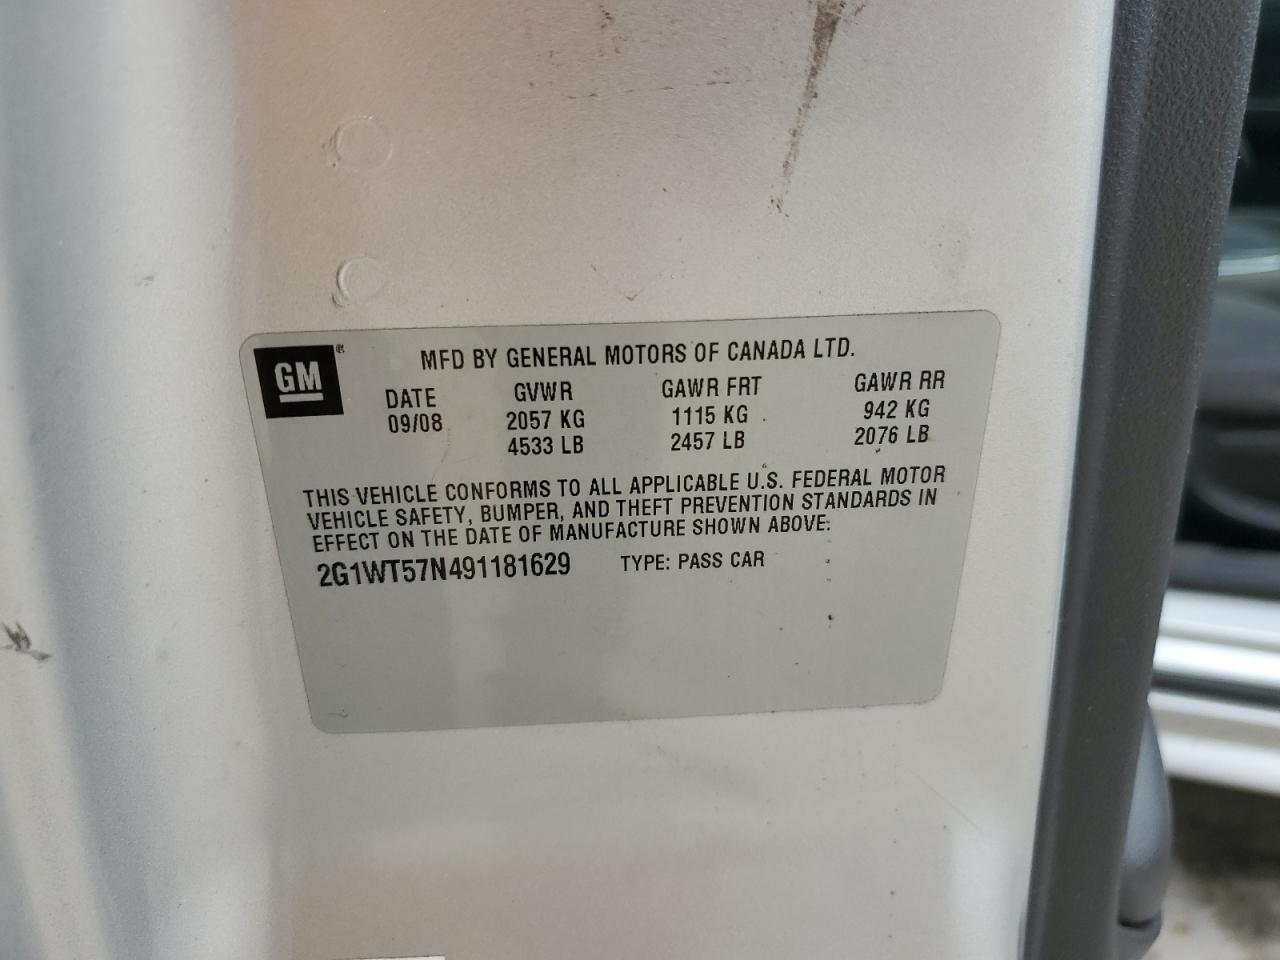 GM®
MFD BY GENERAL MOTORS OF CANADA LTD.
DATE GVWR GAWR FRT GAWR RR
09/08 2057 KG 1115 KG 942 KG
4533 LB 2457 LB 2076 LB
THIS VEHICLE CONFORMS TO ALL APPLICABLE U.S. FEDERAL MOTOR
VEHICLE SAFETY, BUMPER, AND THEFT PREVENTION STANDARDS IN
EFFECT ON THE DATE OF MANUFACTURE SHOWN ABOVE:
2G1WT57N491181629 TYPE: PASS CAR